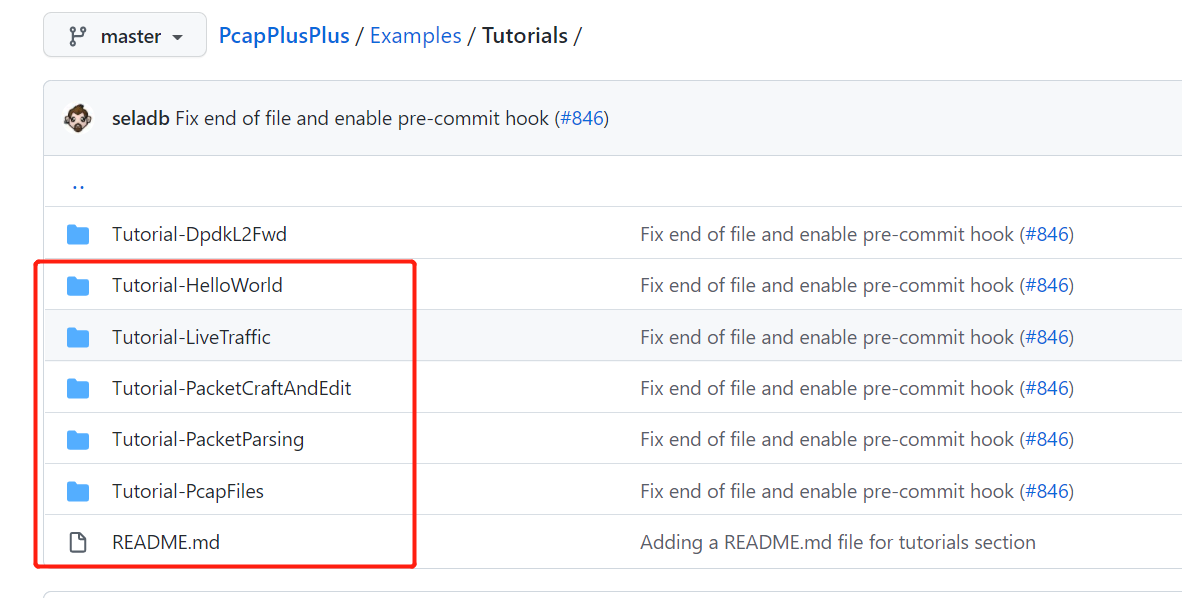 master PcapPlusPlus / Examples / Tutorials /
seladb Fix end of file and enable pre-commit hook (#846)
..
Tutorial-DpdkL2Fwd Fix end of file and enable pre-commit hook (#846)
Tutorial-HelloWorld Fix end of file and enable pre-commit hook (#846)
Tutorial-LiveTraffic Fix end of file and enable pre-commit hook (#846)
Tutorial-PacketCraftAndEdit Fix end of file and enable pre-commit hook (#846)
Tutorial-PacketParsing Fix end of file and enable pre-commit hook (#846)
Tutorial-PcapFiles Fix end of file and enable pre-commit hook (#846)
README.md Adding a README.md file for tutorials section